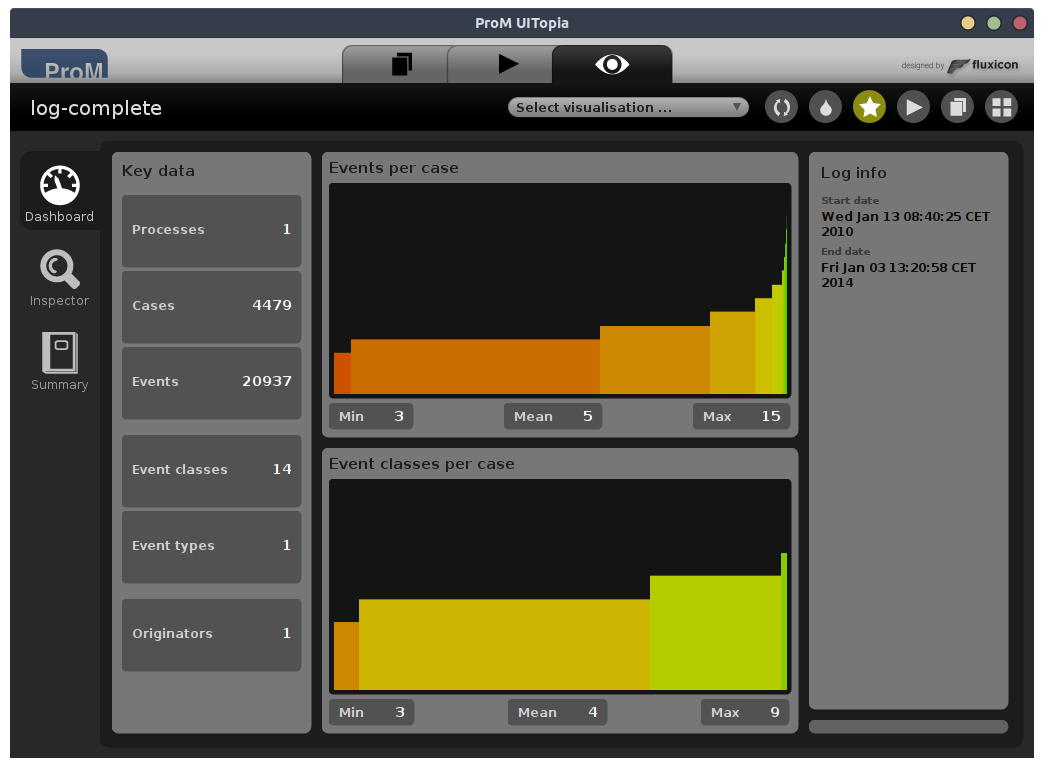 ProM UITopia
ProM
designed by fluxicon
log-complete
Select visualisation ...
Dashboard
Inspector
Summary
Key data
Processes 1
Cases 4479
Events 20937
Event classes 14
Event types 1
Originators 1
Events per case
Min 3 Mean 5 Max 15
Event classes per case
Min 3 Mean 4 Max 9
Log info
Start date
Wed Jan 13 08:40:25 CET
2010
End date
Fri Jan 03 13:20:58 CET
2014